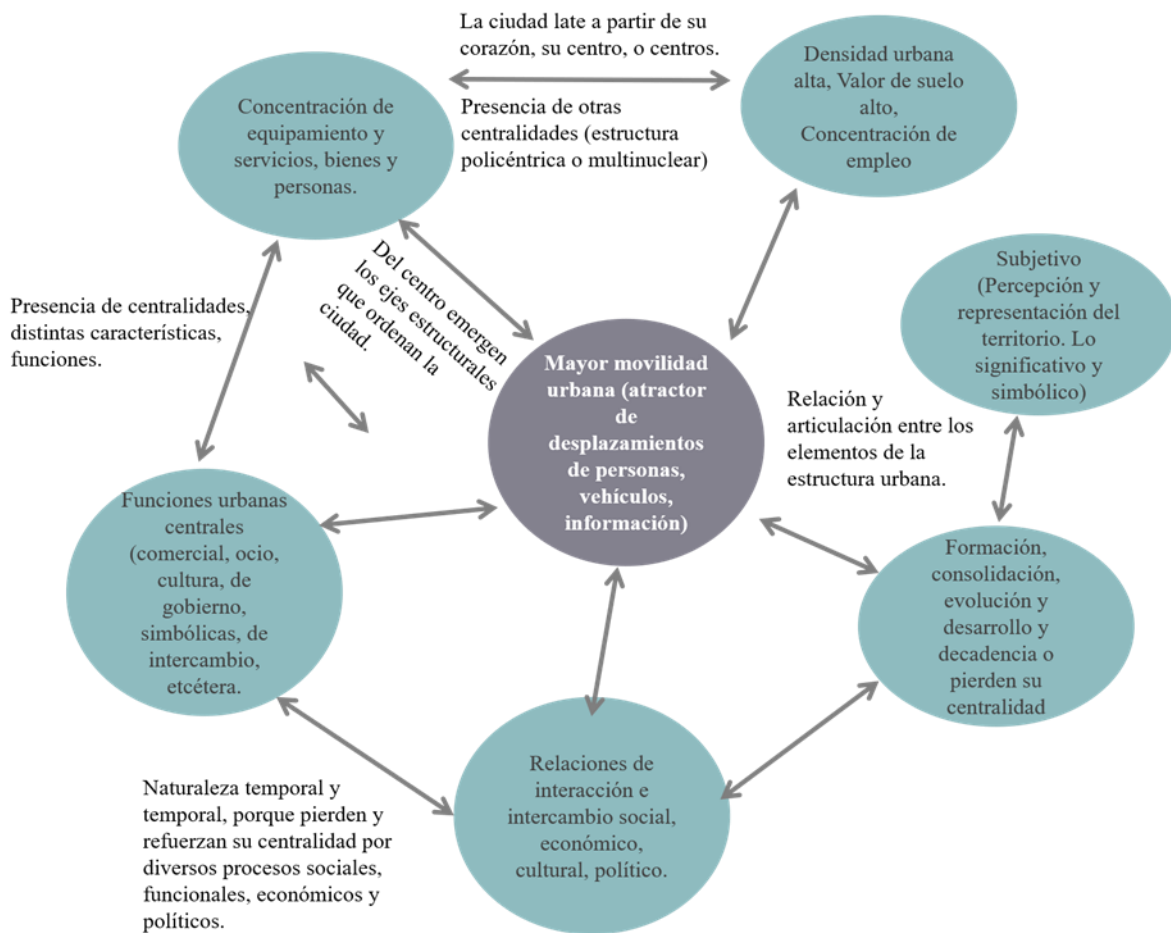 La ciudad late a partir de su
corazón, su centro, o centros.
Densidad urbana
alta, Valor de suelo
alto,
Concentración de
empleo
Concentración de
equipamiento y
servicios, bienes y
personas.
Presencia de otras
centralidades (estructura
policéntrica o multinuclear)
Del centro emergen
los ejes estructurales
que ordenan la
ciudad.
Subjetivo
(Percepción y
representación del
territorio. Lo
significativo y
simbólico)
Presencia de centralidades,
distintas características,
funciones.
Mayor movilidad
urbana (atractor
de
desplazamientos
de personas,
vehículos,
información)
Relación y
articulación entre los
elementos de la
estructura urbana.
Funciones urbanas
centrales
(comercial, ocio,
cultura, de
gobierno,
simbólicas, de
intercambio,
etcétera.
Formación,
consolidación,
evolución y
desarrollo y
decadencia o
pierden su
centralidad
Relaciones de
interacción e
intercambio social,
económico,
cultural, político.
Naturaleza temporal y
temporal, porque pierden y
refuerzan su centralidad por
diversos procesos sociales,
funcionales, económicos y
políticos.